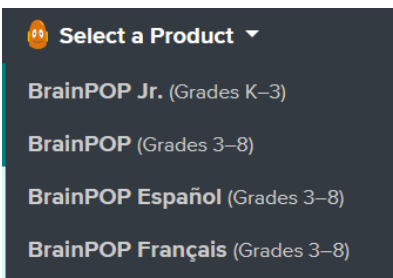 Select a Product
BrainPOP Jr. (Grades K–3)
BrainPOP (Grades 3–8)
BrainPOP Español (Grades 3–8)
BrainPOP Français (Grades 3–8)